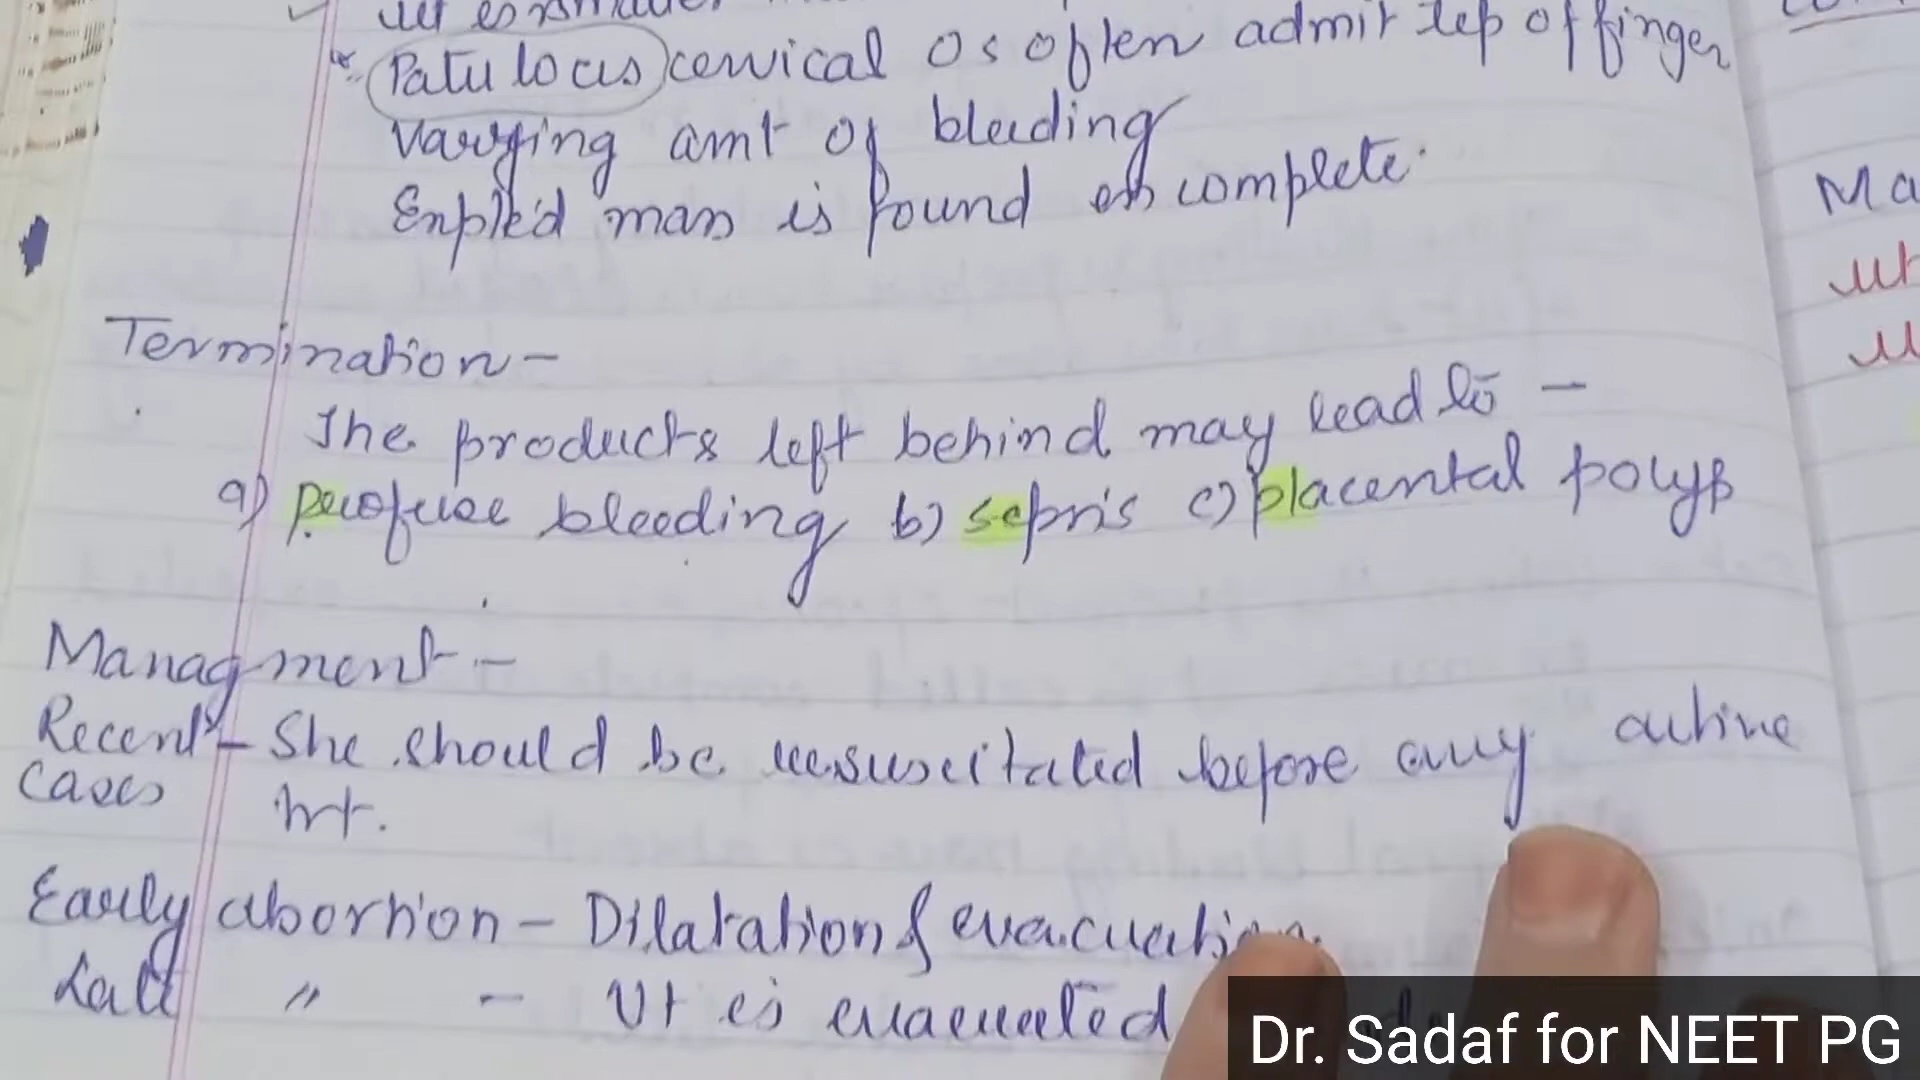 Patulous cervical os often admit tip of finger
varying amt of bleeding
Expl'd mass is found incomplete.
Termination -
The products left behind may lead to -
a) profuse bleeding b) sepsis c) placental polyp
Managment -
Recent - She should be resuscitated before any active
cases trt.
Early abortion - Dilatation & evacuation.
Late " - Ut is evacuated
Ma
Dr. Sadaf for NEET PG